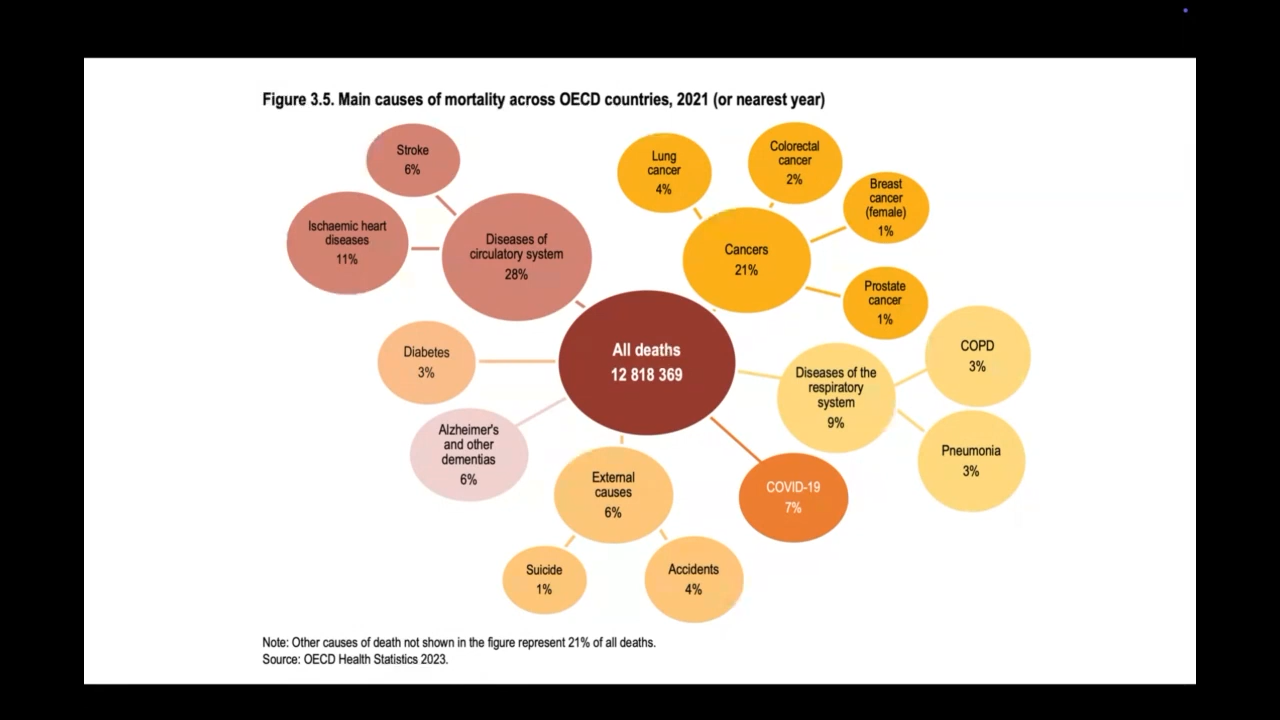 Figure 3.5. Main causes of mortality across OECD countries, 2021 (or nearest year)
Stroke
6%
Ischaemic heart
diseases
11%
Diseases of
circulatory system
28%
Lung
cancer
4%
Colorectal
cancer
2%
Breast
cancer
(female)
1%
Cancers
21%
Prostate
cancer
1%
All deaths
12 818 369
Diabetes
3%
Diseases of the
respiratory
system
9%
COPD
3%
Pneumonia
3%
Alzheimer's
and other
dementias
6%
External
causes
6%
COVID-19
7%
Suicide
1%
Accidents
4%
Note: Other causes of death not shown in the figure represent 21% of all deaths.
Source: OECD Health Statistics 2023.